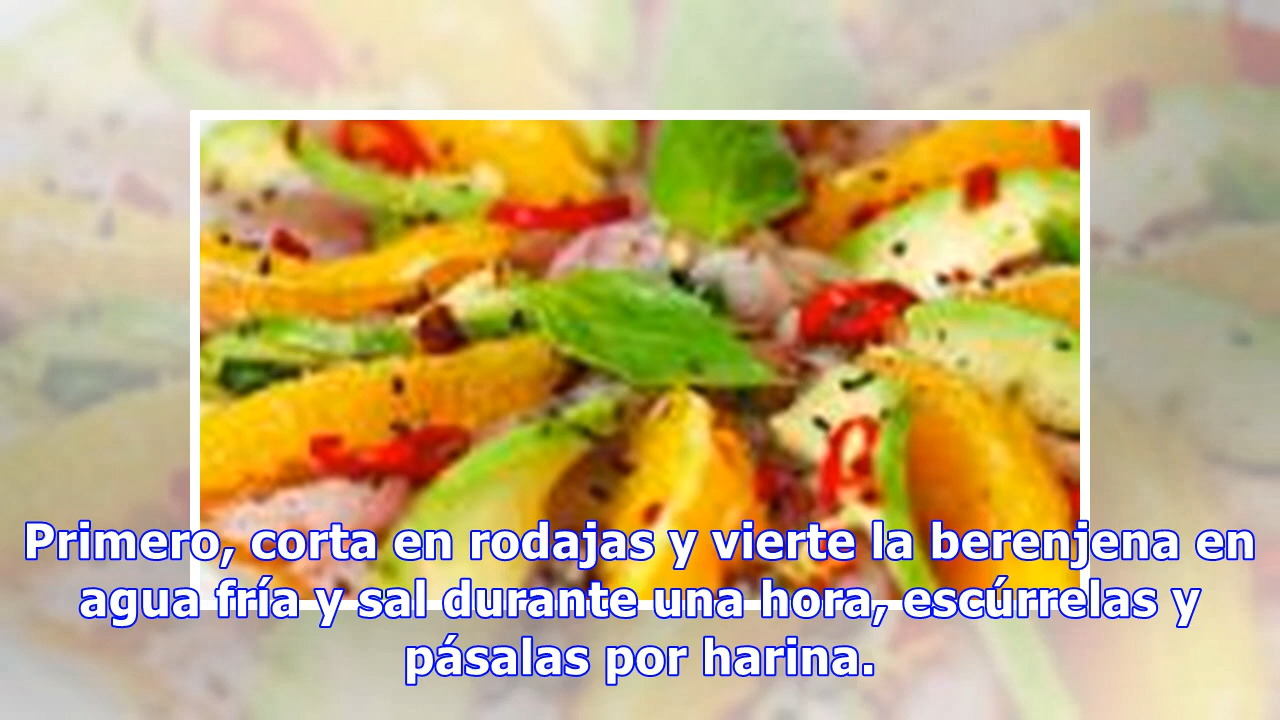 Primero, corta en rodajas y vierte la berenjena en
agua fría y sal durante una hora, escúrrelas y
pásalas por harina.